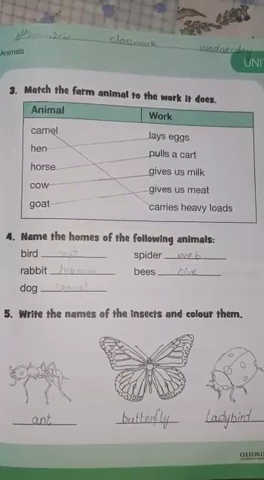 classwork wednesday
Animals
UNI
3. Match the farm animal to the work it does.
Animal Work
camel lays eggs
hen pulls a cart
horse gives us milk
cow gives us meat
goat carries heavy loads
4. Name the homes of the following animals:
bird spider web
rabbit bees hive
dog kennel
5. Write the names of the insects and colour them.
ant butterfly Ladybird
OXFORD